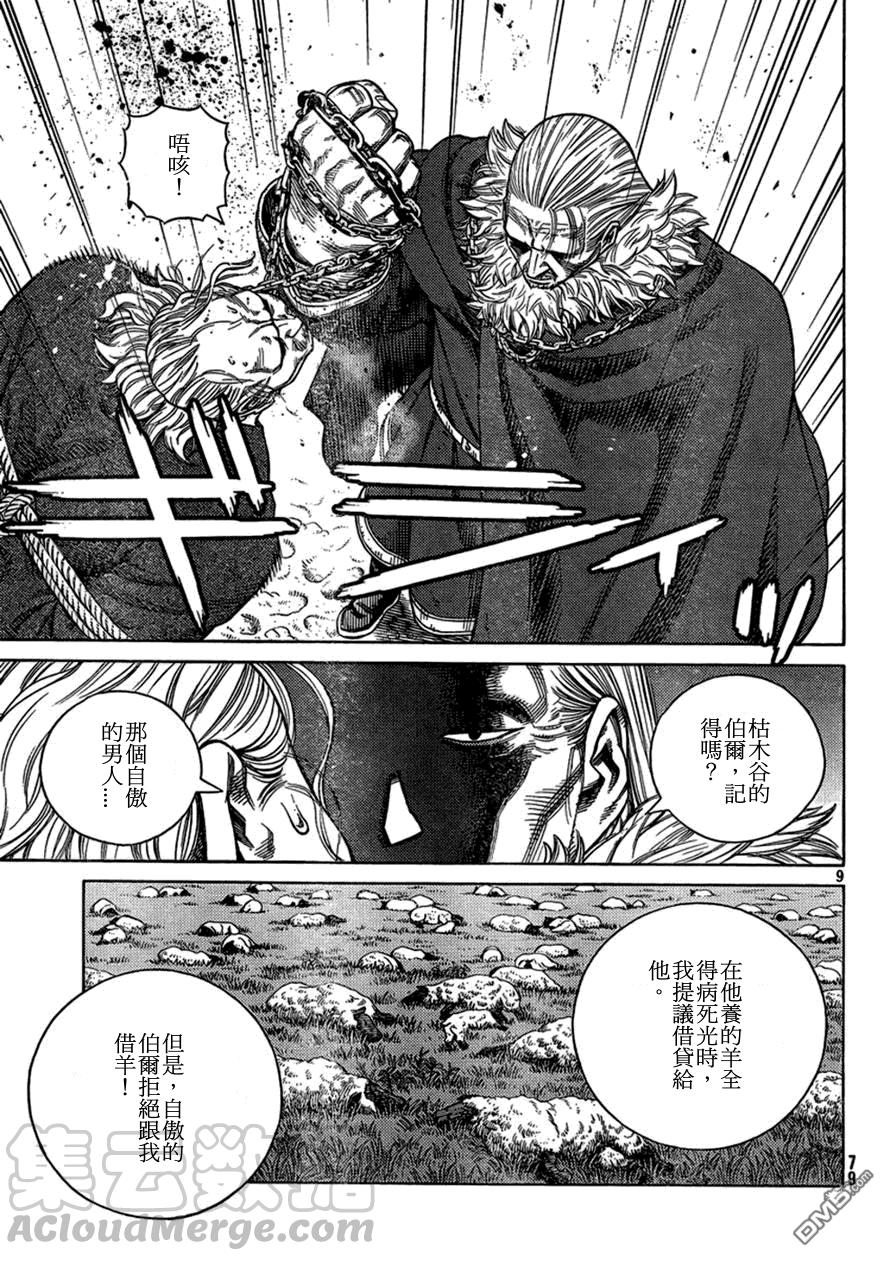 唔咳！
枯木谷的
伯爾，記
得嗎？
那個自傲
的男人…
9
在他養的羊全
得病死光時，
我提議借貸給
他。
但是，自傲的
伯爾拒絕跟我
借羊！
79
集云数据
ACloudMerge.com
DM5.com